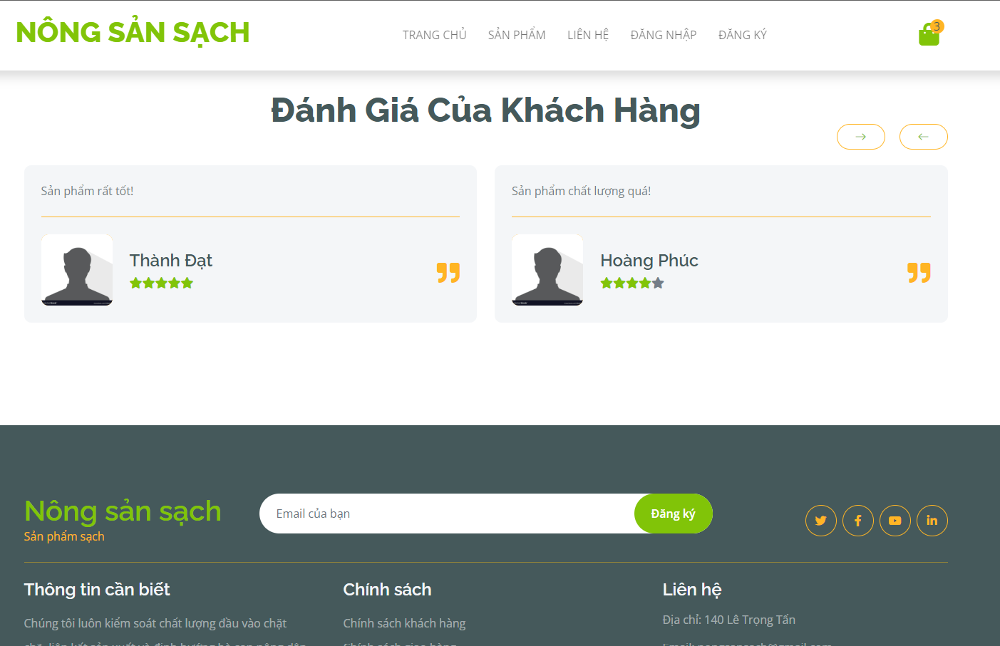 NÔNG SẢN SẠCH
TRANG CHỦ SẢN PHẨM LIÊN HỆ ĐĂNG NHẬP ĐĂNG KÝ
3
Đánh Giá Của Khách Hàng
Sản phẩm rất tốt!
Thành Đạt
Sản phẩm chất lượng quá!
Hoàng Phúc
Nông sản sạch
Sản phẩm sạch
Email của bạn
Đăng ký
Thông tin cần biết
Chúng tôi luôn kiểm soát chất lượng đầu vào chặt
Chính sách
Chính sách khách hàng
Liên hệ
Địa chỉ: 140 Lê Trọng Tấn